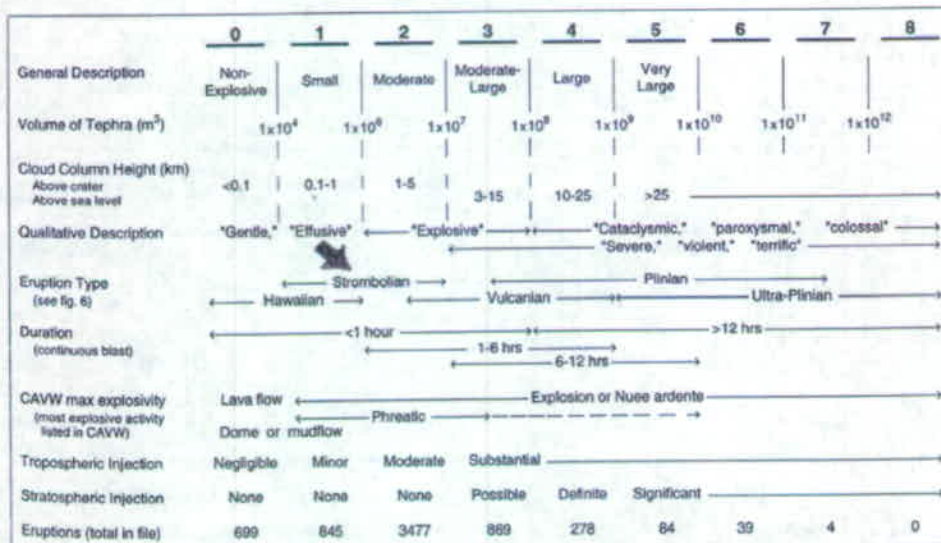 0 1 2 3 4 5 6 7 8
General Description Non-Explosive Small Moderate Moderate-Large Large Very Large
Volume of Tephra (m³) 1x10⁴ 1x10⁶ 1x10⁷ 1x10⁸ 1x10⁹ 1x10¹⁰ 1x10¹¹ 1x10¹²
Cloud Column Height (km)
Above crater <0.1 0.1-1 1-5
Above sea level 3-15 10-25 >25
Qualitative Description "Gentle," "Effusive" "Explosive" "Cataclysmic," "paroxysmal," "colossal"
"Severe," "violent," "terrific"
Eruption Type Strombolian Plinian
(see fig. 6) Hawaiian Vulcanian Ultra-Plinian
Duration <1 hour >12 hrs
(continuous blast) 1-6 hrs
6-12 hrs
CAVW max explosivity Lava flow Explosion or Nuee ardente
(most explosive activity Phreatic
listed in CAVW) Dome or mudflow
Tropospheric Injection Negligible Minor Moderate Substantial
Stratospheric Injection None None None Possible Definite Significant
Eruptions (total in file) 699 845 3477 869 278 84 39 4 0